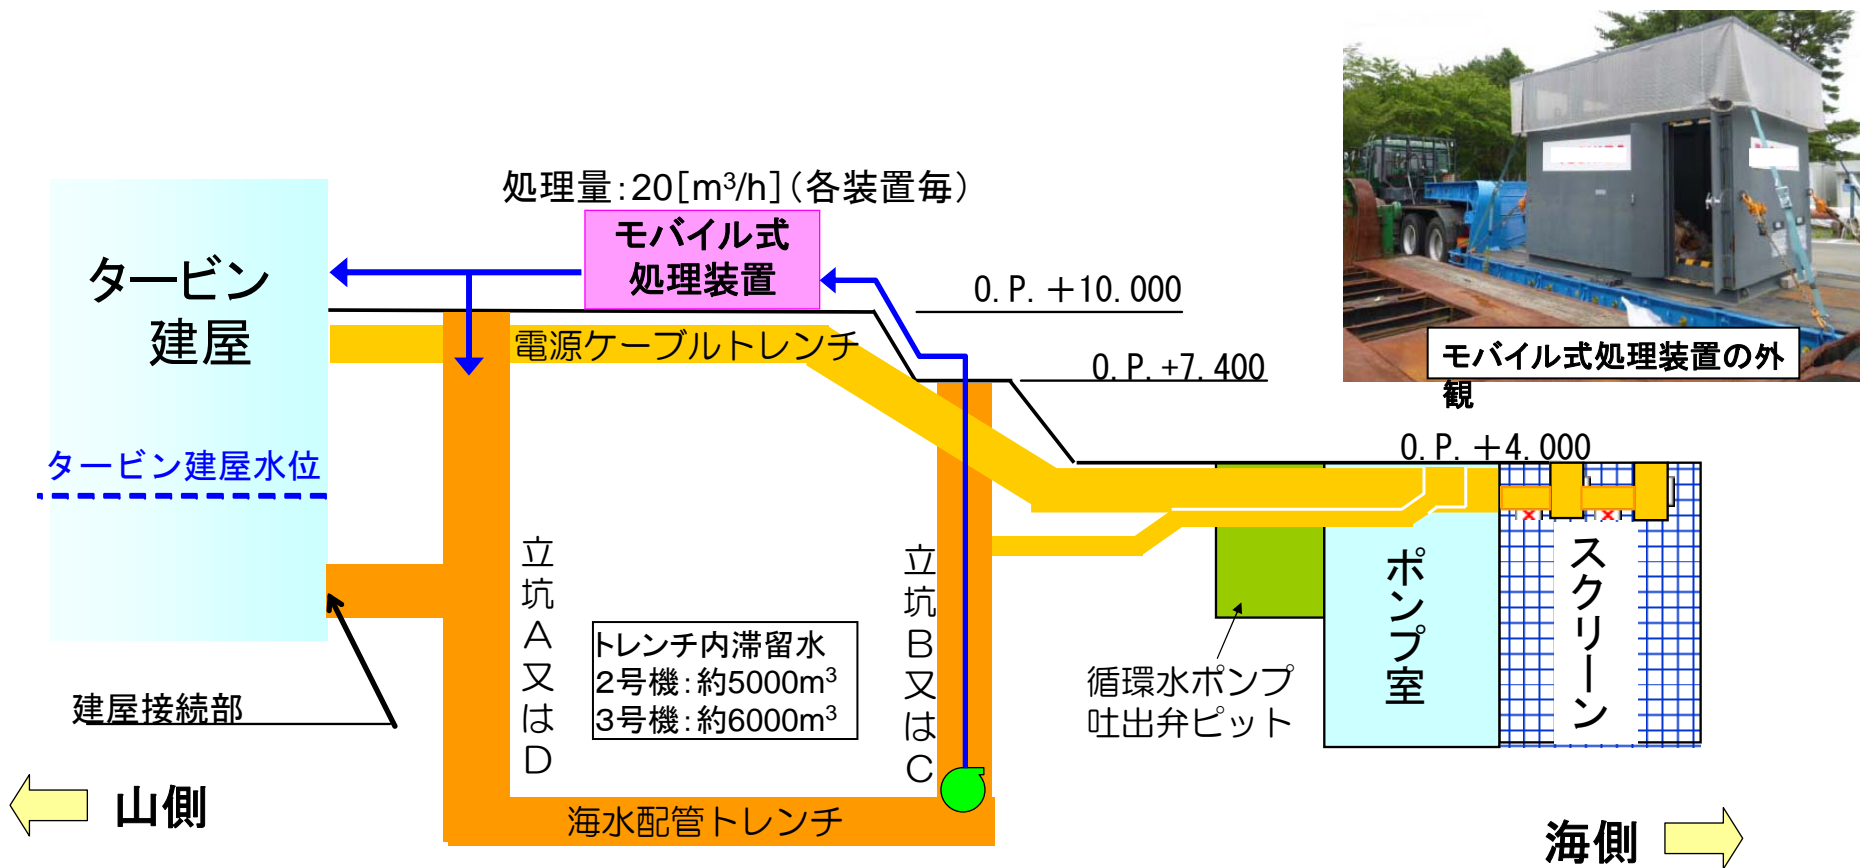 処理量:20[m³/h](各装置毎)
モバイル式
処理装置
タービン
建屋
O.P.+10.000
電源ケーブルトレンチ
O.P.+7.400
モバイル式処理装置の外
観
O.P.+4.000
タービン建屋水位
立坑A又はD
立坑B又はC
トレンチ内滞留水
2号機:約5000m³
3号機:約6000m³
建屋接続部
循環水ポンプ
吐出弁ピット
ポンプ室
スクリーン
海水配管トレンチ
山側
海側